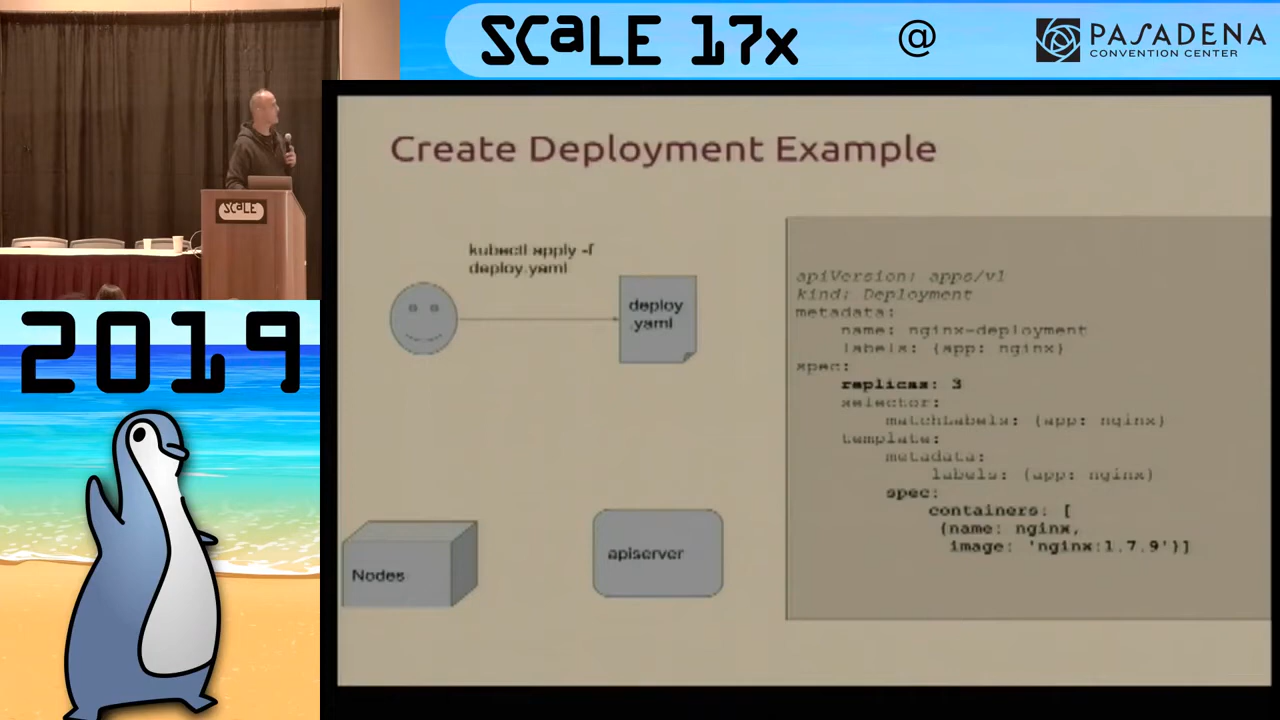 SCaLE 17x
@
PASADENA
CONVENTION CENTER
SCaLE
2019
Create Deployment Example
kubectl apply -f
deploy.yaml
deploy
.yaml
Nodes
apiserver
apiVersion: apps/v1
kind: Deployment
metadata:
name: nginx-deployment
labels: {app: nginx}
spec:
replicas: 3
selector:
matchLabels: {app: nginx}
template:
metadata:
labels: {app: nginx}
spec:
containers: [
{name: nginx,
image: 'nginx:1.7.9'}]